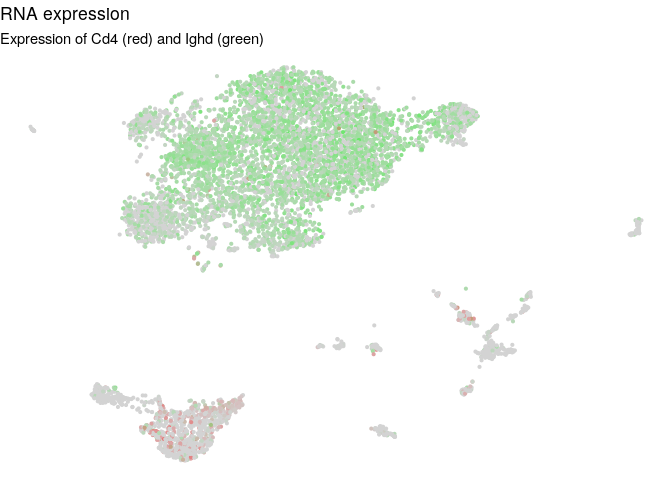 RNA expression
Expression of Cd4 (red) and Ighd (green)